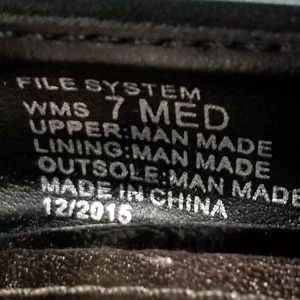 FILE SYSTEM
WMS 7 MED
UPPER:MAN MADE
LINING:MAN MADE
OUTSOLE:MAN MADE
MADE IN CHINA
12/2015